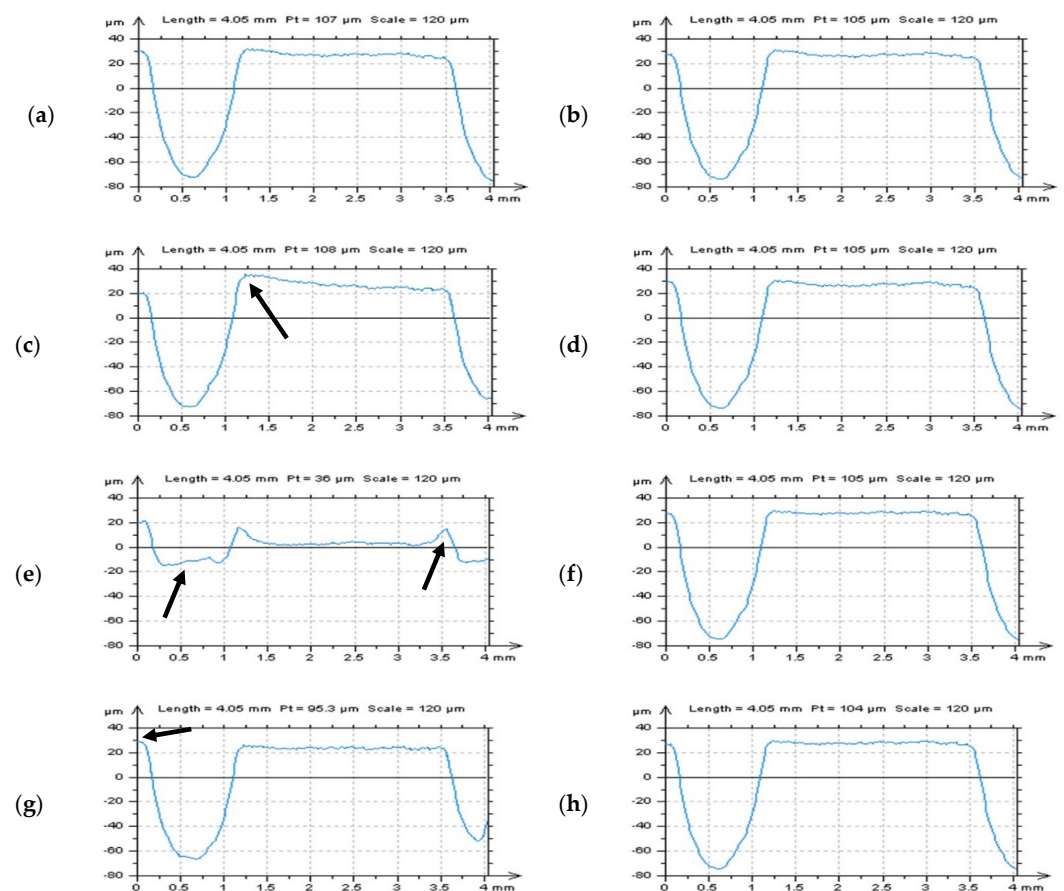 Length = 4.05 mm Pt = 107 µm Scale = 120 µm
µm
40
20
0
-20
-40
-60
-80
0 0.5 1 1.5 2 2.5 3 3.5 4 mm
(a)
Length = 4.05 mm Pt = 105 µm Scale = 120 µm
µm
40
20
0
-20
-40
-60
-80
0 0.5 1 1.5 2 2.5 3 3.5 4 mm
(b)
Length = 4.05 mm Pt = 108 µm Scale = 120 µm
µm
40
20
0
-20
-40
-60
-80
0 0.5 1 1.5 2 2.5 3 3.5 4 mm
(c)
Length = 4.05 mm Pt = 105 µm Scale = 120 µm
µm
40
20
0
-20
-40
-60
-80
0 0.5 1 1.5 2 2.5 3 3.5 4 mm
(d)
Length = 4.05 mm Pt = 36 µm Scale = 120 µm
µm
40
20
0
-20
-40
-60
-80
0 0.5 1 1.5 2 2.5 3 3.5 4 mm
(e)
Length = 4.05 mm Pt = 105 µm Scale = 120 µm
µm
40
20
0
-20
-40
-60
-80
0 0.5 1 1.5 2 2.5 3 3.5 4 mm
(f)
Length = 4.05 mm Pt = 95.3 µm Scale = 120 µm
µm
40
20
0
-20
-40
-60
-80
0 0.5 1 1.5 2 2.5 3 3.5 4 mm
(g)
Length = 4.05 mm Pt = 104 µm Scale = 120 µm
µm
40
20
0
-20
-40
-60
-80
0 0.5 1 1.5 2 2.5 3 3.5 4 mm
(h)